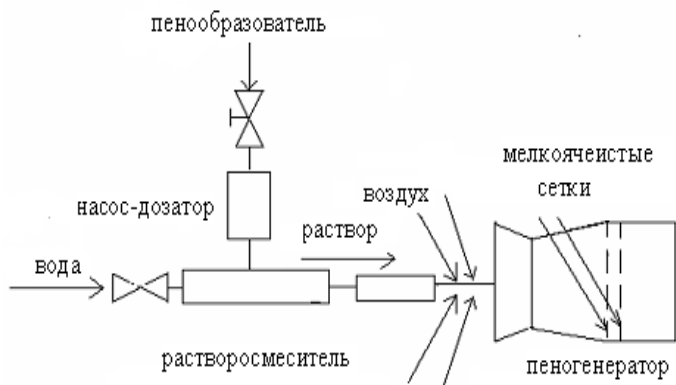 пенообразователь
мелкоячеистые
сетки
воздух
насос-дозатор
раствор
вода
растворосмеситель
пеногенератор